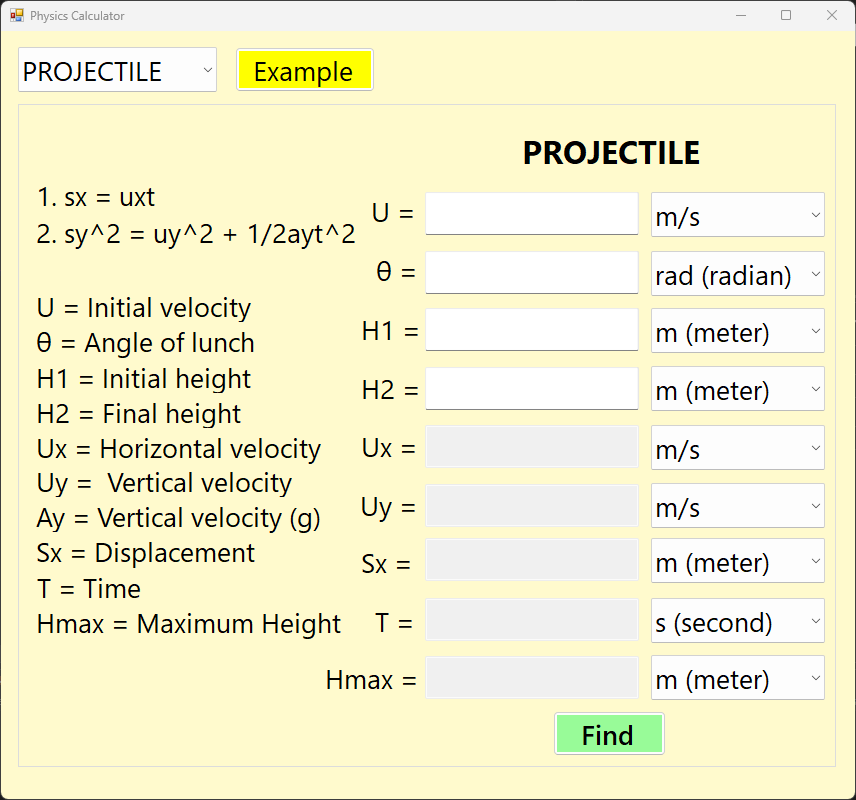 Physics Calculator
PROJECTILE
Example
PROJECTILE
1. sx = uxt
2. sy^2 = uy^2 + 1/2ayt^2
U = Initial velocity
θ = Angle of lunch
H1 = Initial height
H2 = Final height
Ux = Horizontal velocity
Uy =  Vertical velocity
Ay = Vertical velocity (g)
Sx = Displacement
T = Time
Hmax = Maximum Height
U = m/s
θ = rad (radian)
H1 = m (meter)
H2 = m (meter)
Ux = m/s
Uy = m/s
Sx = m (meter)
T = s (second)
Hmax = m (meter)
Find